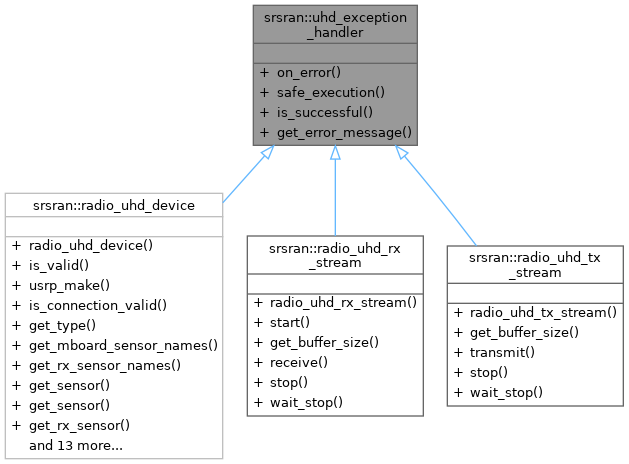 srsran::uhd_exception
_handler
+ on_error()
+ safe_execution()
+ is_successful()
+ get_error_message()
srsran::radio_uhd_device
+ radio_uhd_device()
+ is_valid()
+ usrp_make()
+ is_connection_valid()
+ get_type()
+ get_mboard_sensor_names()
+ get_rx_sensor_names()
+ get_sensor()
+ get_sensor()
+ get_rx_sensor()
and 13 more...
srsran::radio_uhd_rx
_stream
+ radio_uhd_rx_stream()
+ start()
+ get_buffer_size()
+ receive()
+ stop()
+ wait_stop()
srsran::radio_uhd_tx
_stream
+ radio_uhd_tx_stream()
+ get_buffer_size()
+ transmit()
+ stop()
+ wait_stop()